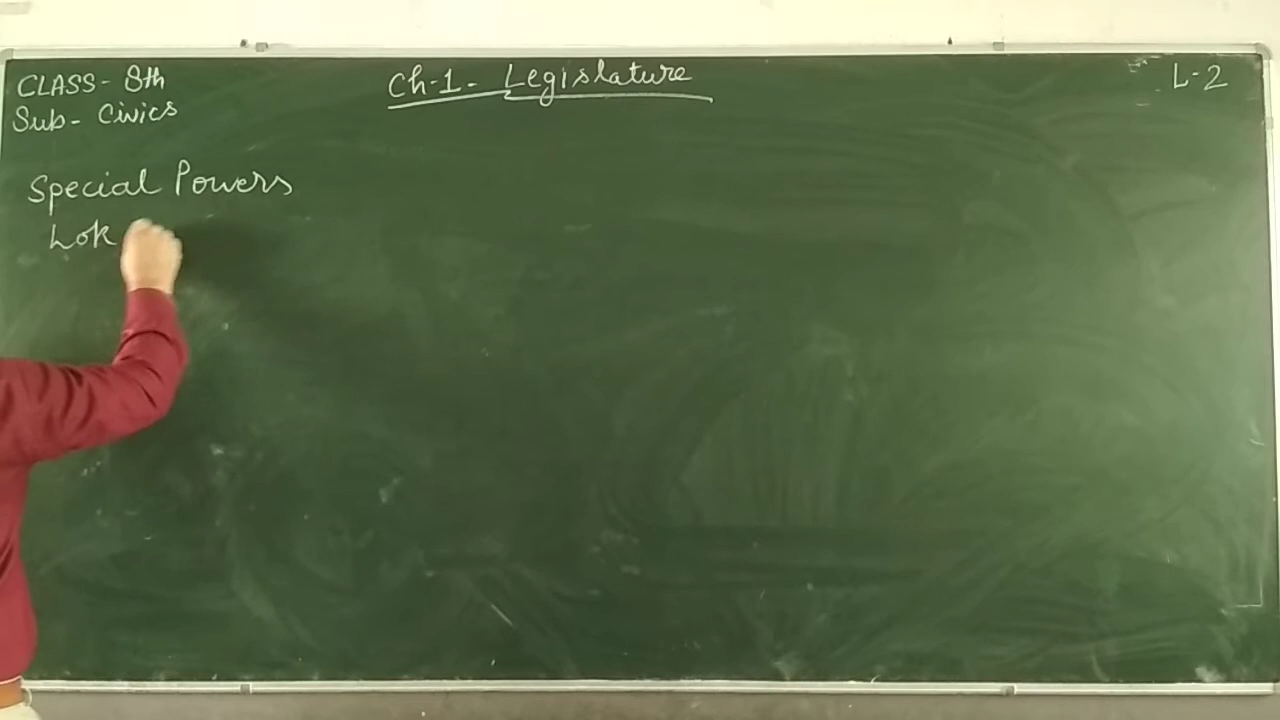 CLASS- 8th
Sub- Civics
Ch-1- Legislature
L-2
Special Powers
Lok